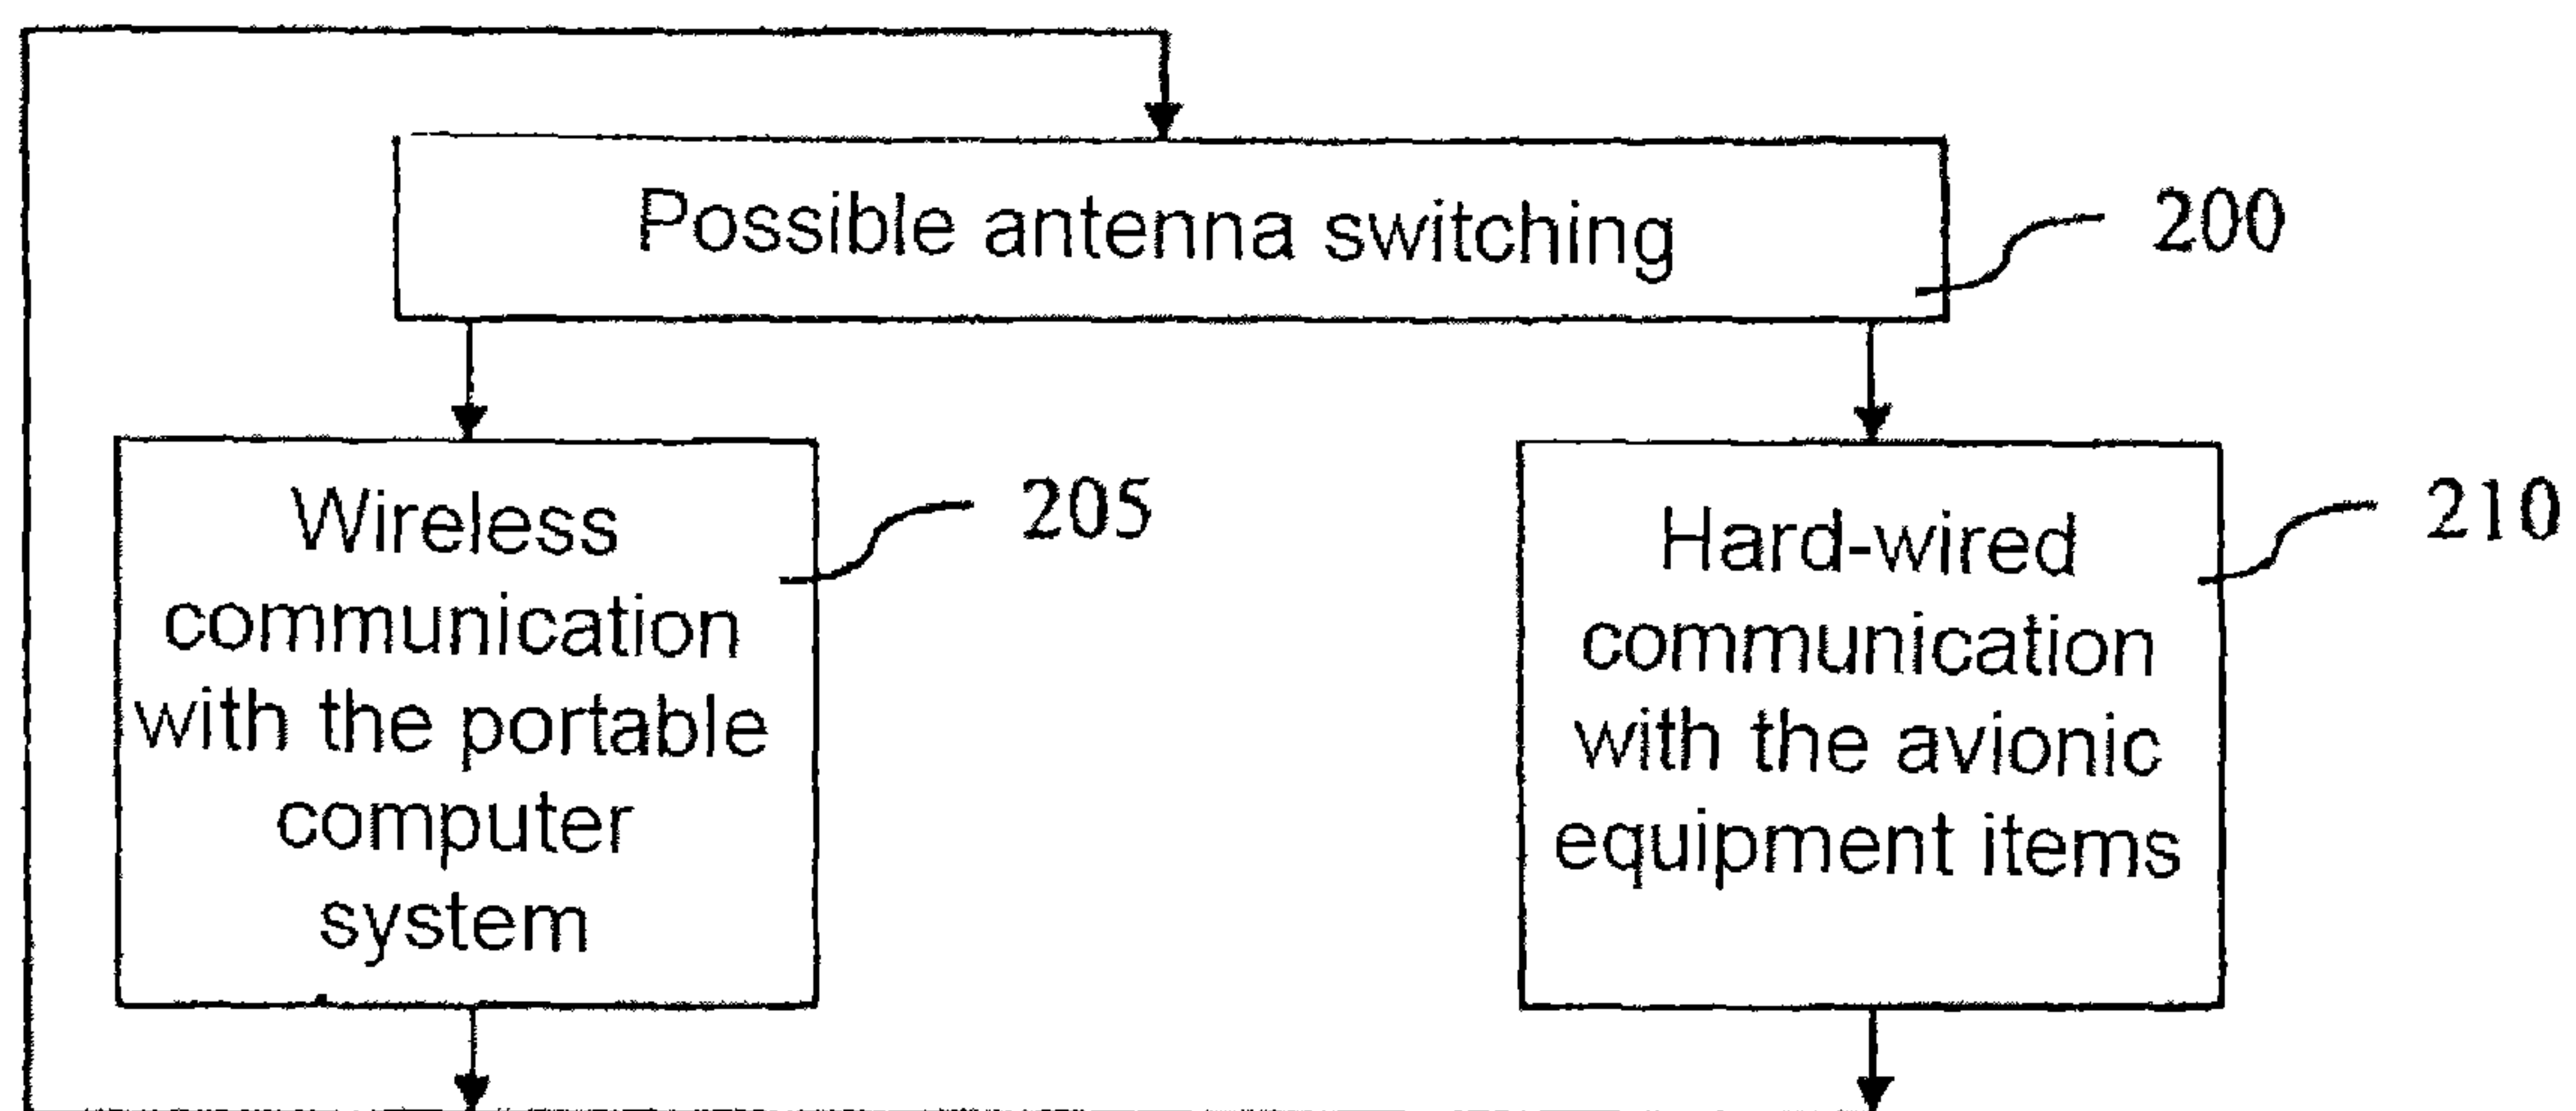 Possible antenna switching
200
Wireless
communication
with the portable
computer
system
205
Hard-wired
communication
with the avionic
equipment items
210